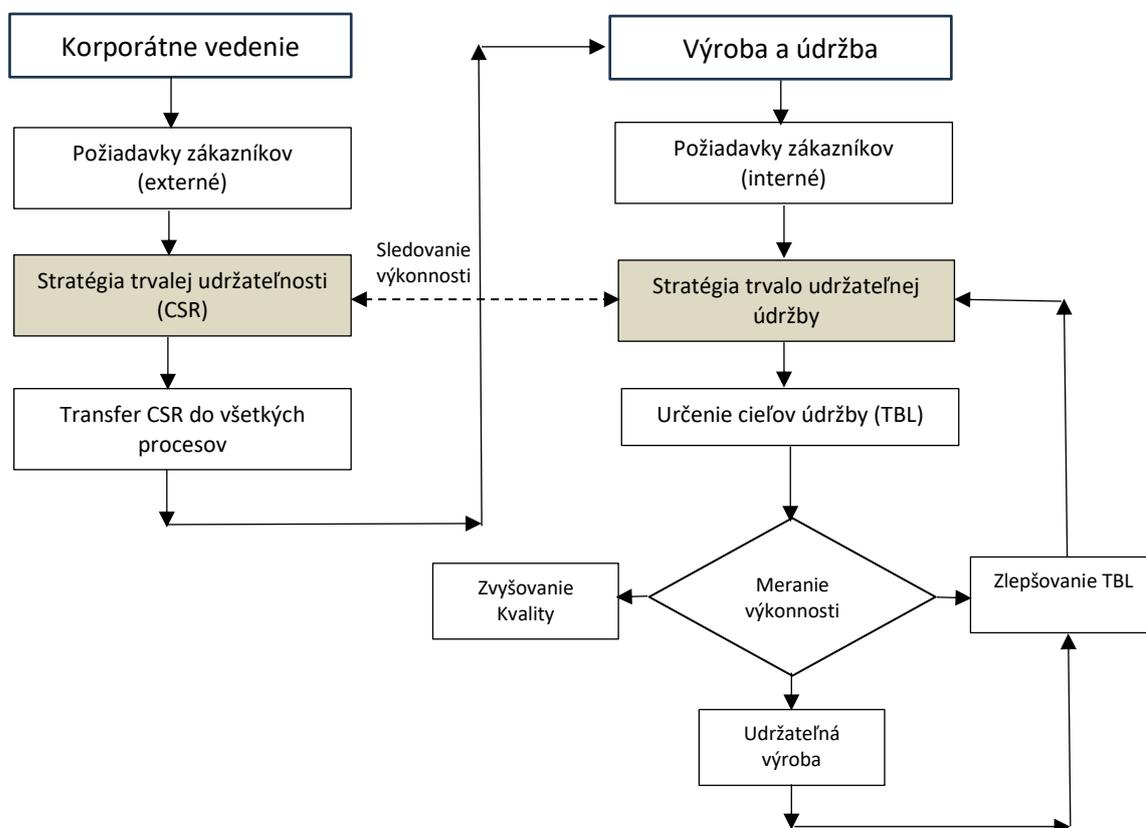 Korporátne vedenie
Požiadavky zákazníkov
(externé)
Stratégia trvalej udržateľnosti
(CSR)
Transfer CSR do všetkých
procesov
Sledovanie
výkonnosti
Výroba a údržba
Požiadavky zákazníkov
(interné)
Stratégia trvalo udržateľnej
údržby
Určenie cieľov údržby (TBL)
Zvyšovanie
Kvality
Meranie
výkonnosti
Zlepšovanie TBL
Udržateľná
výroba